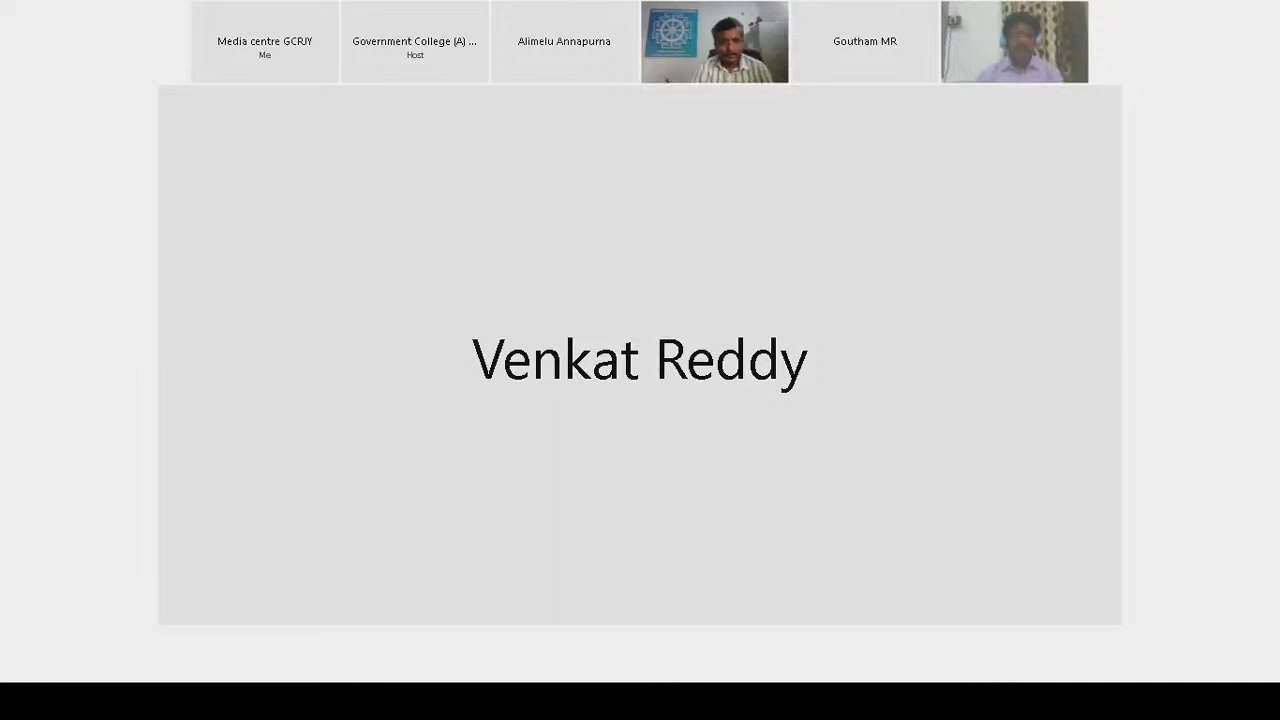 Media centre GCRJY
Me
Government College (A) ...
Host
Alimelu Annapurna
Goutham MR
Venkat Reddy